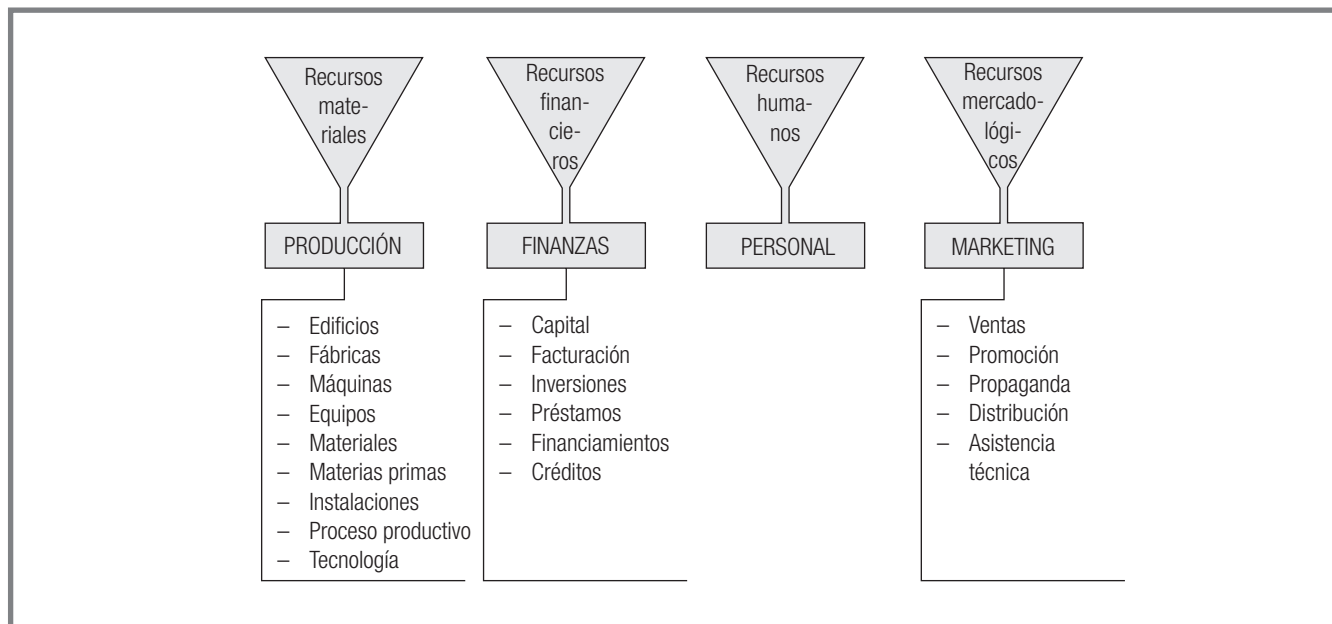 Recursos
mate-
riales
PRODUCCIÓN
– Edificios
– Fábricas
– Máquinas
– Equipos
– Materiales
– Materias primas
– Instalaciones
– Proceso productivo
– Tecnología
Recursos
finan-
cie-
ros
FINANZAS
– Capital
– Facturación
– Inversiones
– Préstamos
– Financiamientos
– Créditos
Recursos
huma-
nos
PERSONAL
Recursos
mercado-
lógi-
cos
MARKETING
– Ventas
– Promoción
– Propaganda
– Distribución
– Asistencia
técnica